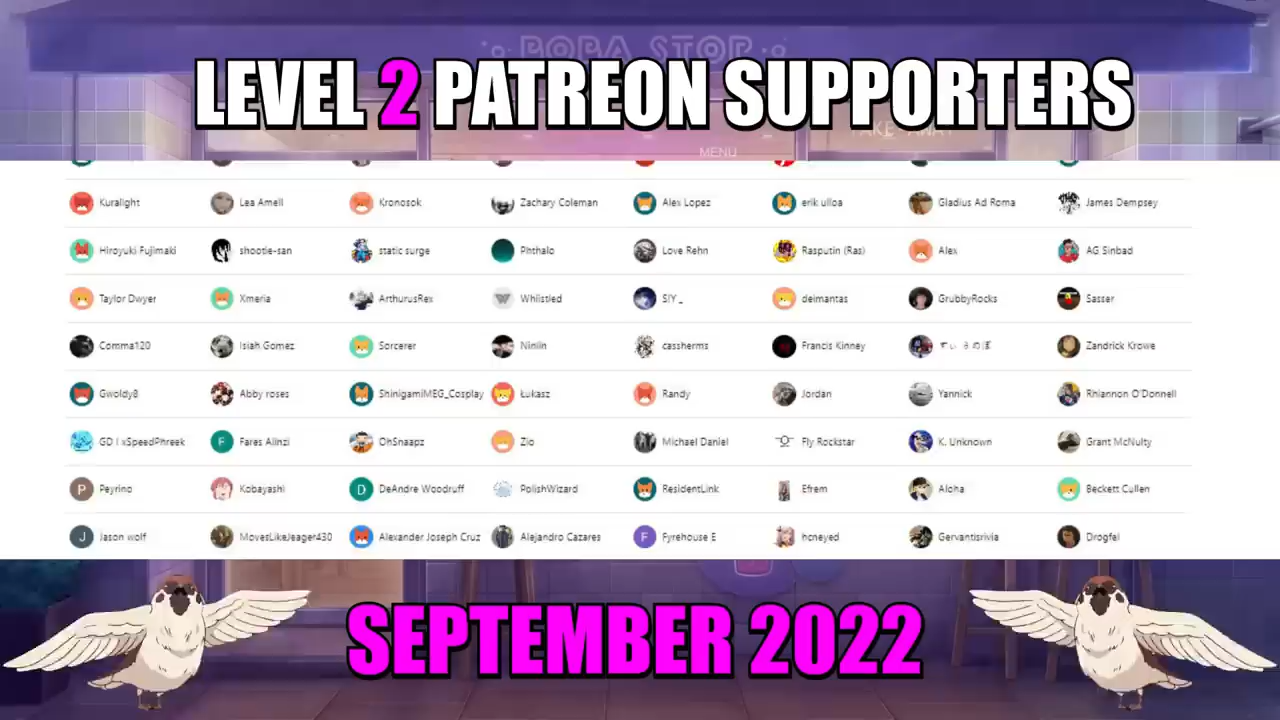 BOBA STOP
LEVEL 2 PATREON SUPPORTERS
TAKE-AWAY
MENU
Kuralight Lea Amell Kronosok Zachary Coleman Alex Lopez erik ulloa Gladius Ad Roma James Dempsey
Hiroyuki Fujimaki shootie-san static surge Phthalo Love Rehn Rasputin (Ras) Alex AG Sinbad
Taylor Dwyer Xmeria ArthurusRex Whilstled S!Y _ deimantas GrubbyRocks Sasser
Comma120 Isiah Gomez Sorcerer Niniin cassherms Francis Kinney Zandrick Krowe
Gwoldy8 Abby roses ShinigamiMEG_Cosplay Łukasz Randy Jordan Yannick Rhiannon O'Donnell
GD | xSpeedPhreek F Fares Alinzi OhSnaapz Zio Michael Daniel Fly Rockstar K. Unknown Grant McNulty
P Peyrino Kobayashi D DeAndre Woodruff PolishWizard ResidentLink Efrem Aloha Beckett Cullen
J Jason wolf MovesLikeJeager430 Alexander Joseph Cruz Alejandro Cazares F Fyrehouse E honeyed Gervantisrivia Drogfel
SEPTEMBER 2022